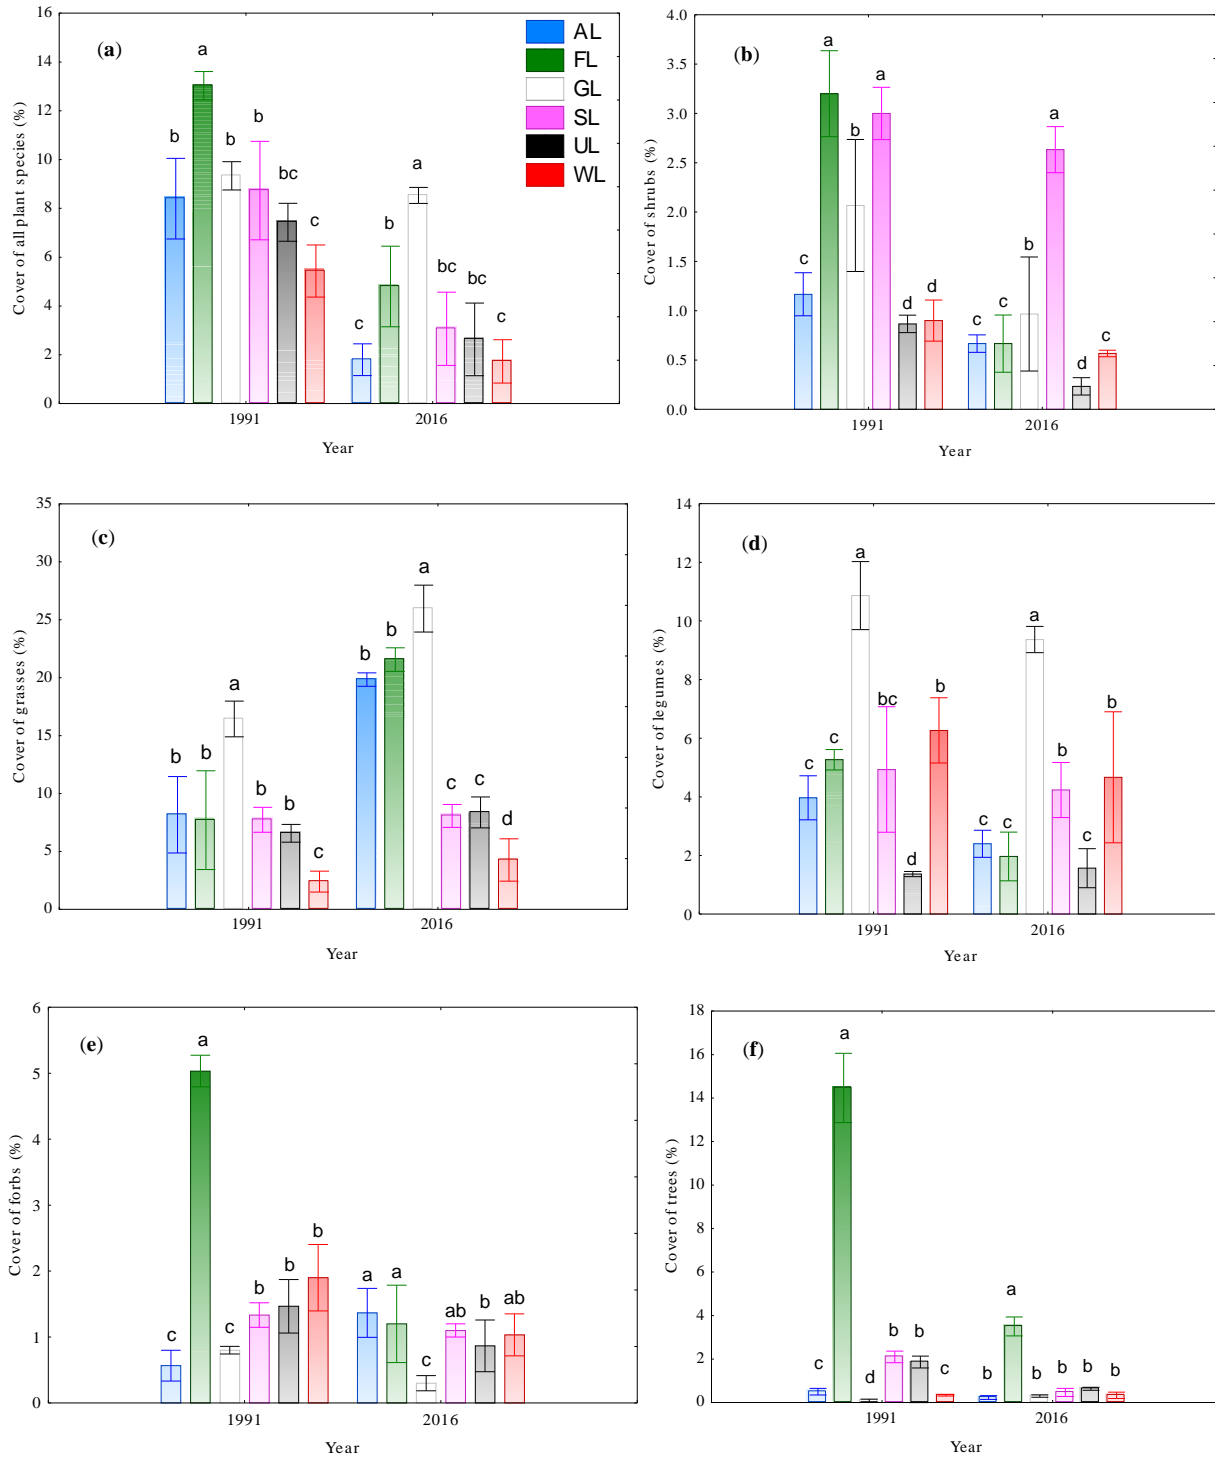 (a)
16
14
12
10
8
6
4
2
0
Cover of all plant species (%)
b
a
b
b
bc
c
c
b
a
bc
bc
c
1991
2016
Year
AL
FL
GL
SL
UL
WL
(b)
4.0
3.5
3.0
2.5
2.0
1.5
1.0
0.5
0.0
Cover of shrubs (%)
c
a
b
a
d
d
c
c
b
a
d
c
1991
2016
Year
(c)
35
30
25
20
15
10
5
0
Cover of grasses (%)
b
b
a
b
b
c
b
b
a
c
c
d
1991
2016
Year
(d)
14
12
10
8
6
4
2
0
Cover of legumes (%)
c
c
a
bc
d
b
c
c
a
b
c
b
1991
2016
Year
(e)
6
5
4
3
2
1
0
Cover of forbs (%)
c
a
c
b
b
b
a
a
c
ab
b
ab
1991
2016
Year
(f)
18
16
14
12
10
8
6
4
2
0
Cover of trees (%)
c
a
d
b
b
c
b
a
b
b
b
b
1991
2016
Year